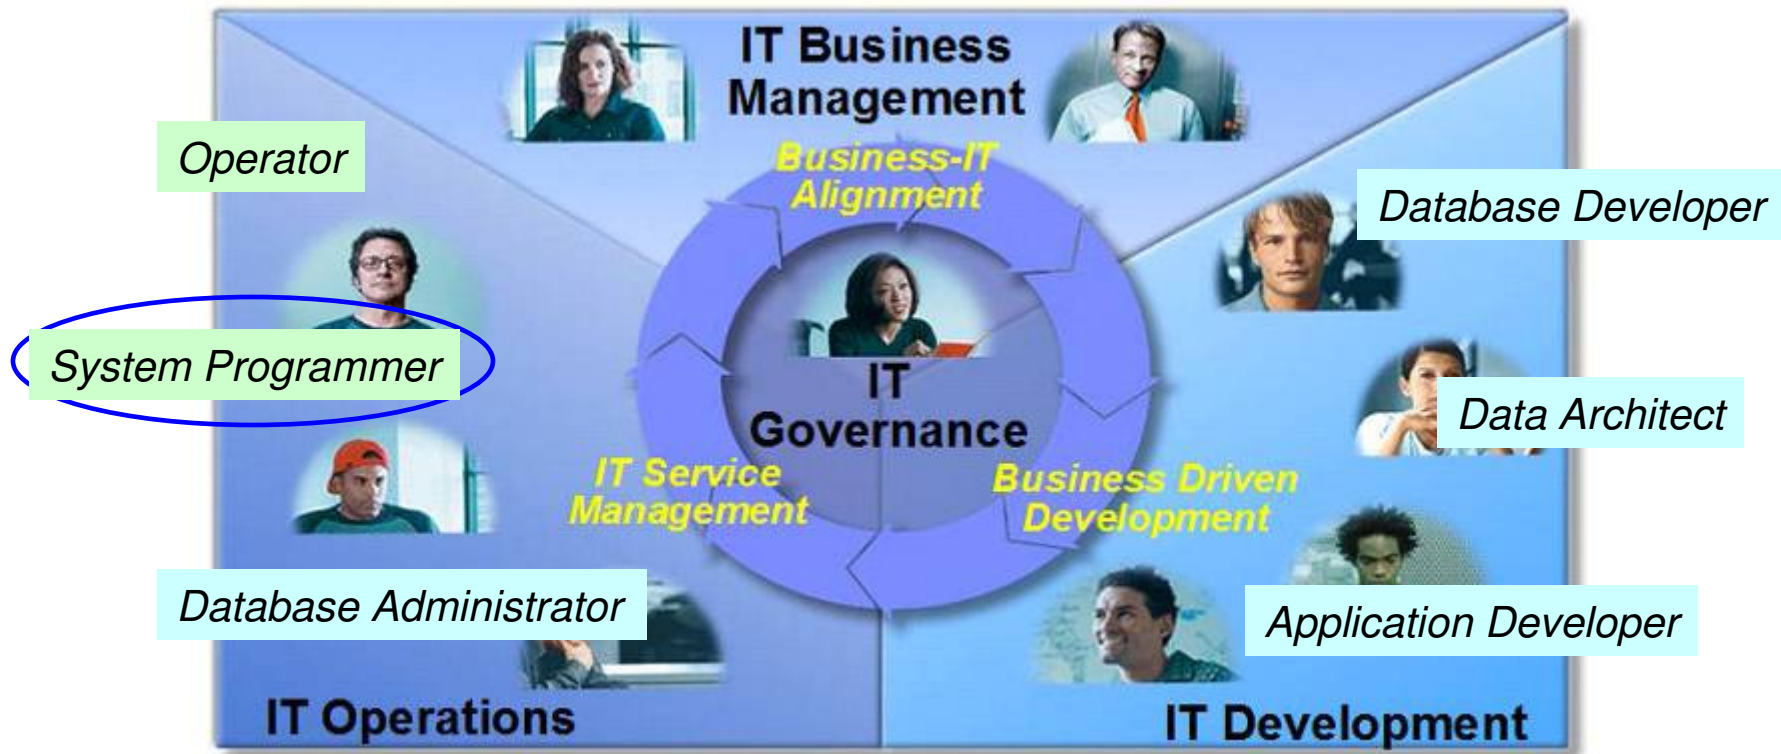 IT Business
Management
Operator
Business-IT
Alignment
Database Developer
System Programmer
IT
Governance
Data Architect
IT Service
Management
Business Driven
Development
Database Administrator
Application Developer
IT Operations
IT Development